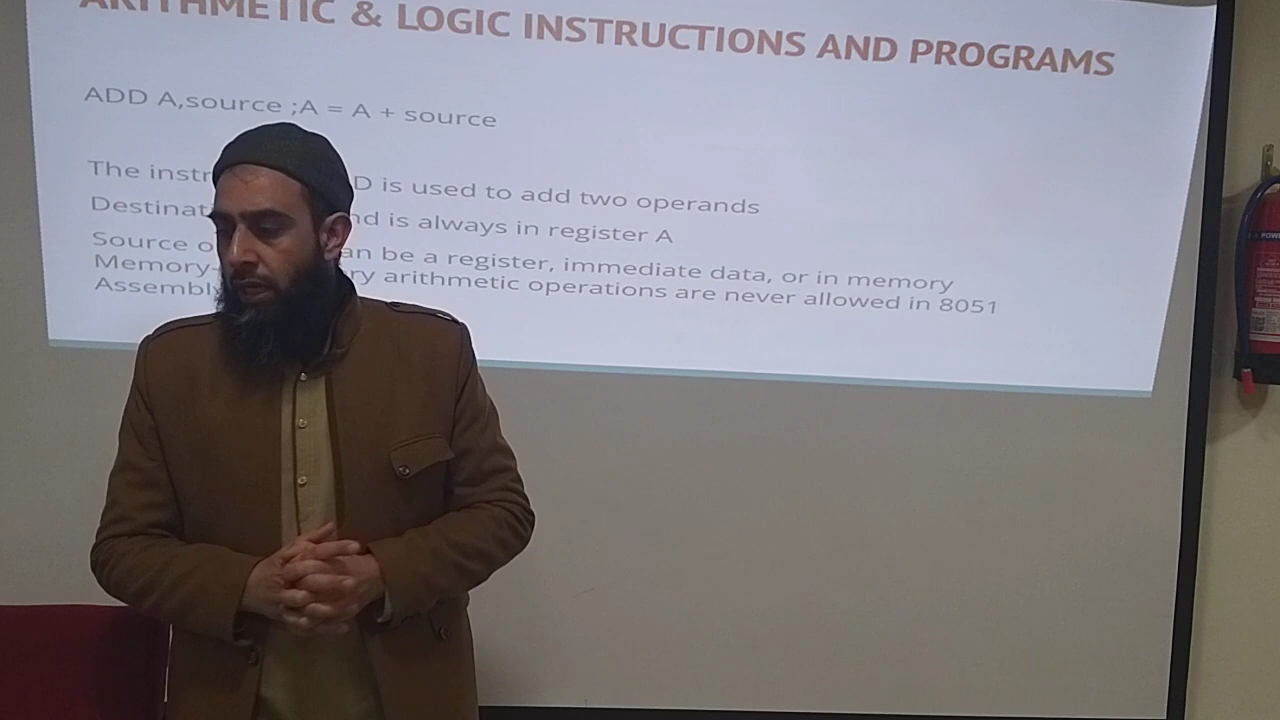 ARITHMETIC & LOGIC INSTRUCTIONS AND PROGRAMS
ADD A,source ;A = A + source
The instr D is used to add two operands
Destinat nd is always in register A
Source o an be a register, immediate data, or in memory
Memory- ry arithmetic operations are never allowed in 8051
Assembly
POW